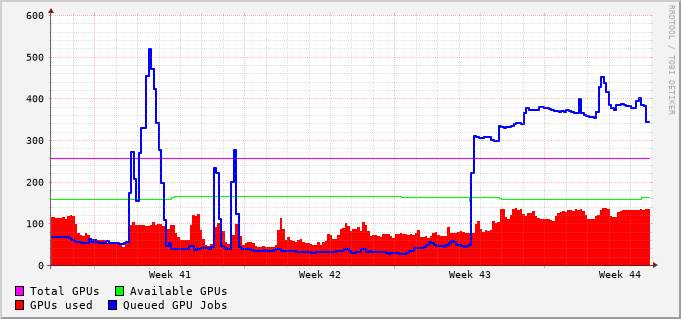 600
500
400
300
200
100
0
Week 41 Week 42 Week 43 Week 44
Total GPUs Available GPUs
GPUs used Queued GPU Jobs
RRDTOOL / TOBI OETIKER